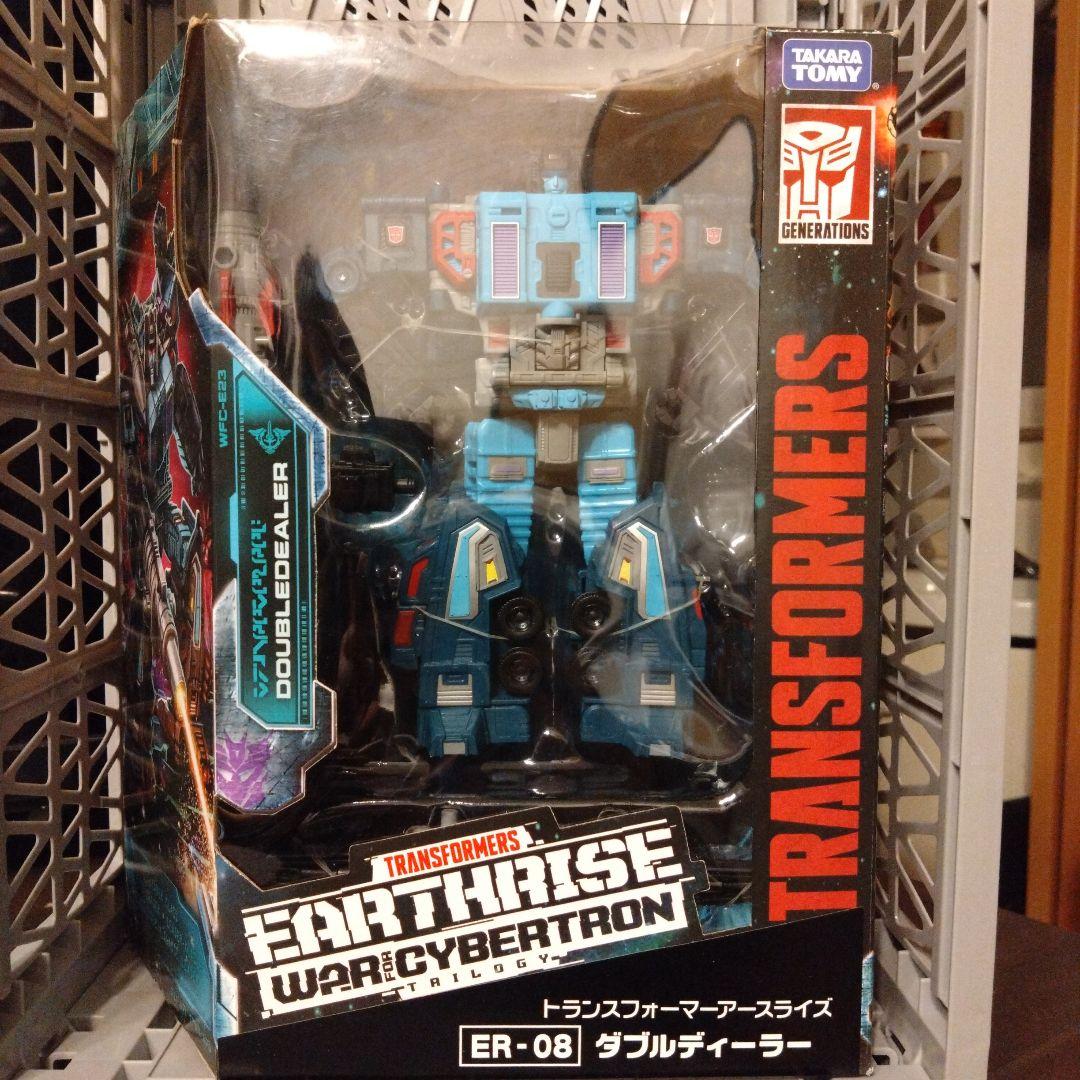 TAKARA
TOMY®
GENERATIONS
TRANSFORMERS
WFC-E23
DOUBLEDEALER
TRANSFORMERS
EARTHRISE
WAR FOR CYBERTRON
TRILOGY
トランスフォーマーアースライズ
ER-08 ダブルディーラー